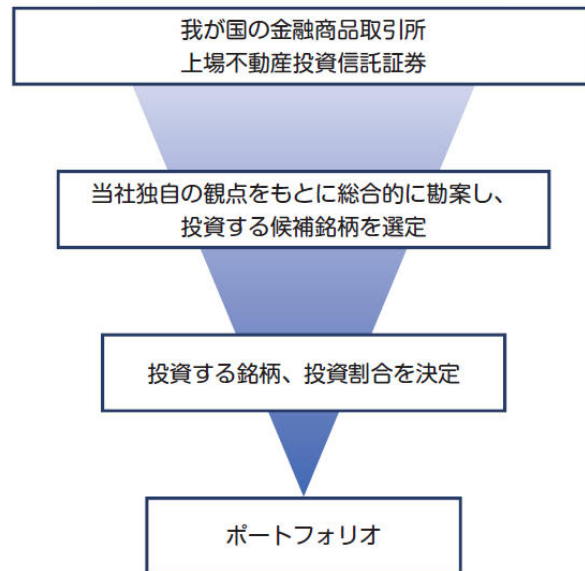 我が国の金融商品取引所
上場不動産投資信託証券
当社独自の観点をもとに総合的に勘案し、
投資する候補銘柄を選定
投資する銘柄、投資割合を決定
ポートフォリオ